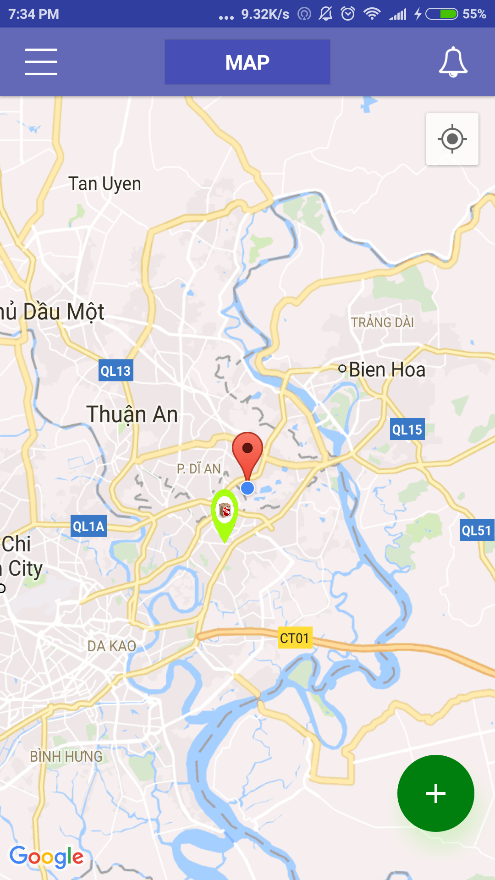 7:34 PM ... 9.32K/s 55%
MAP
Tan Uyen
hủ Dầu Một
TRẢNG DÀI
QL13
Bien Hoa
Thuận An
QL15
P. DĨ AN
QL1A
QL51
Chi
City
CT01
DA KAO
BÌNH HƯNG
+
Google